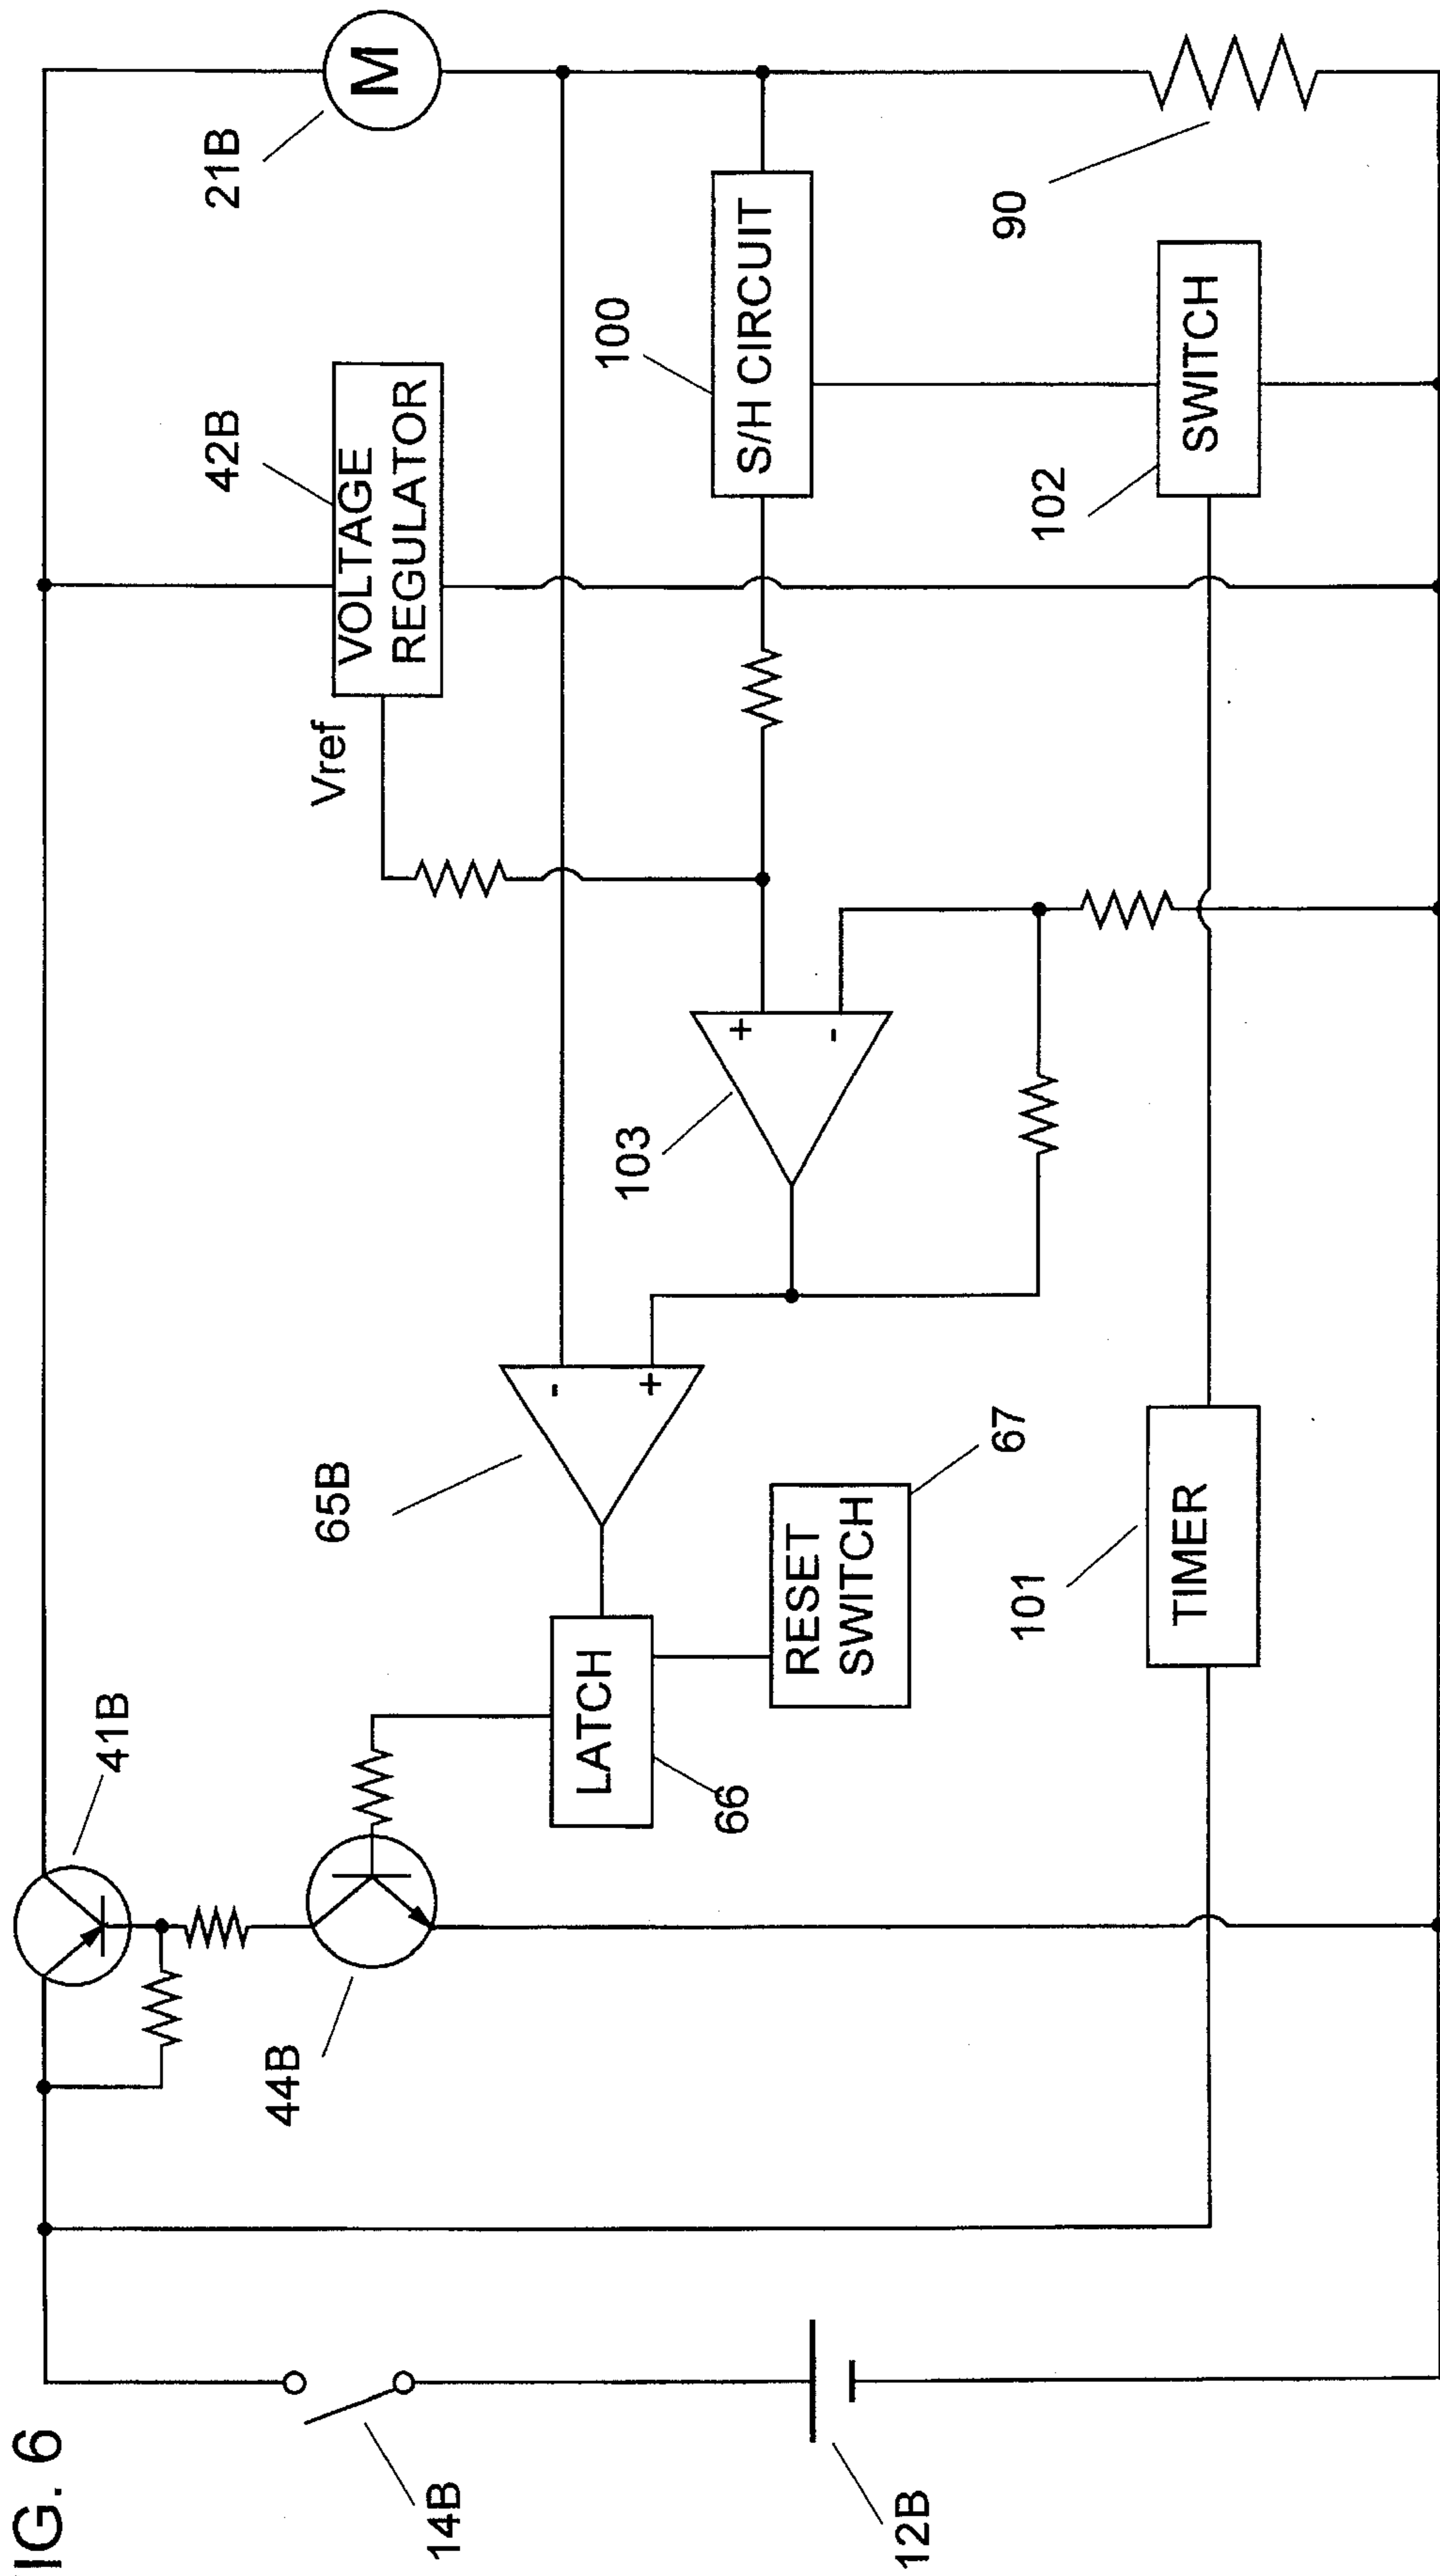 IG. 6
14B
12B
44B
41B
66
LATCH
RESET
SWITCH
67
65B
-
+
101
TIMER
103
+
-
Vref
42B
VOLTAGE
REGULATOR
100
S/H CIRCUIT
102
SWITCH
21B
M
90